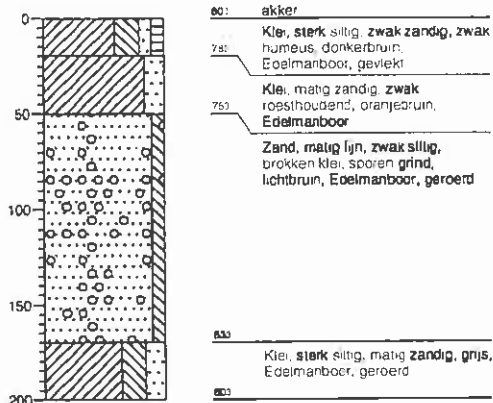 0
akker
Klei, sterk siltig, zwak zandig, zwak
humeus, donkerbruin,
Edelmanboor, gevlekt
Klei, matig zandig, zwak
roesthoudend, oranjebruin,
Edelmanboor
50
Zand, matig fijn, zwak siltig,
brokken klei, sporen grind,
lichtbruin, Edelmanboor, geroerd
100
150
Klei, sterk siltig, matig zandig, grijs,
Edelmanboor, geroerd
200